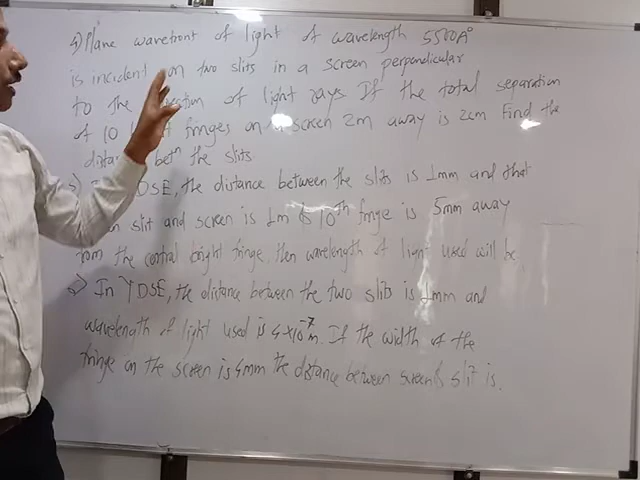 4) Plane wavefront of light of wavelength 5500A°
is incident on two slits in a screen perpendicular
to the of light rays If the total separation
of 10 fringes on screen 2m away is 2cm Find the
betn the slits
5) DSE, the distance between the slits is 1mm and that
slit and screen is 1m & 10th fringe is 5mm away
from the central bright fringe, then wavelength of light used will be
In YDSE, the distance between the two slits is 1mm and
wavelength of light used is 4×10⁻⁷m. If the width of the
fringe on the screen is 4mm the distance between screen & slit is.